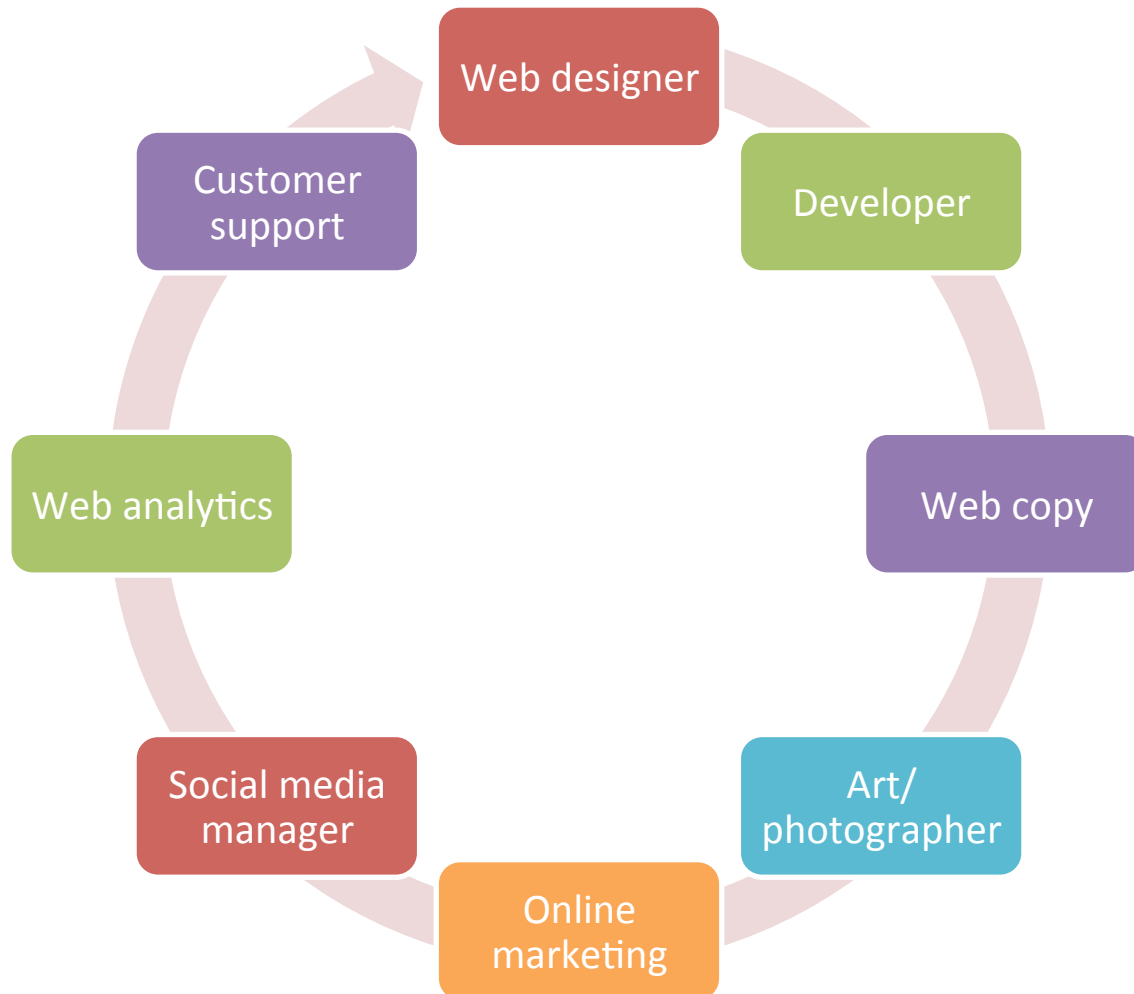 Web designer
Developer
Web copy
Art/
photographer
Online
marketing
Social media
manager
Web analytics
Customer
support